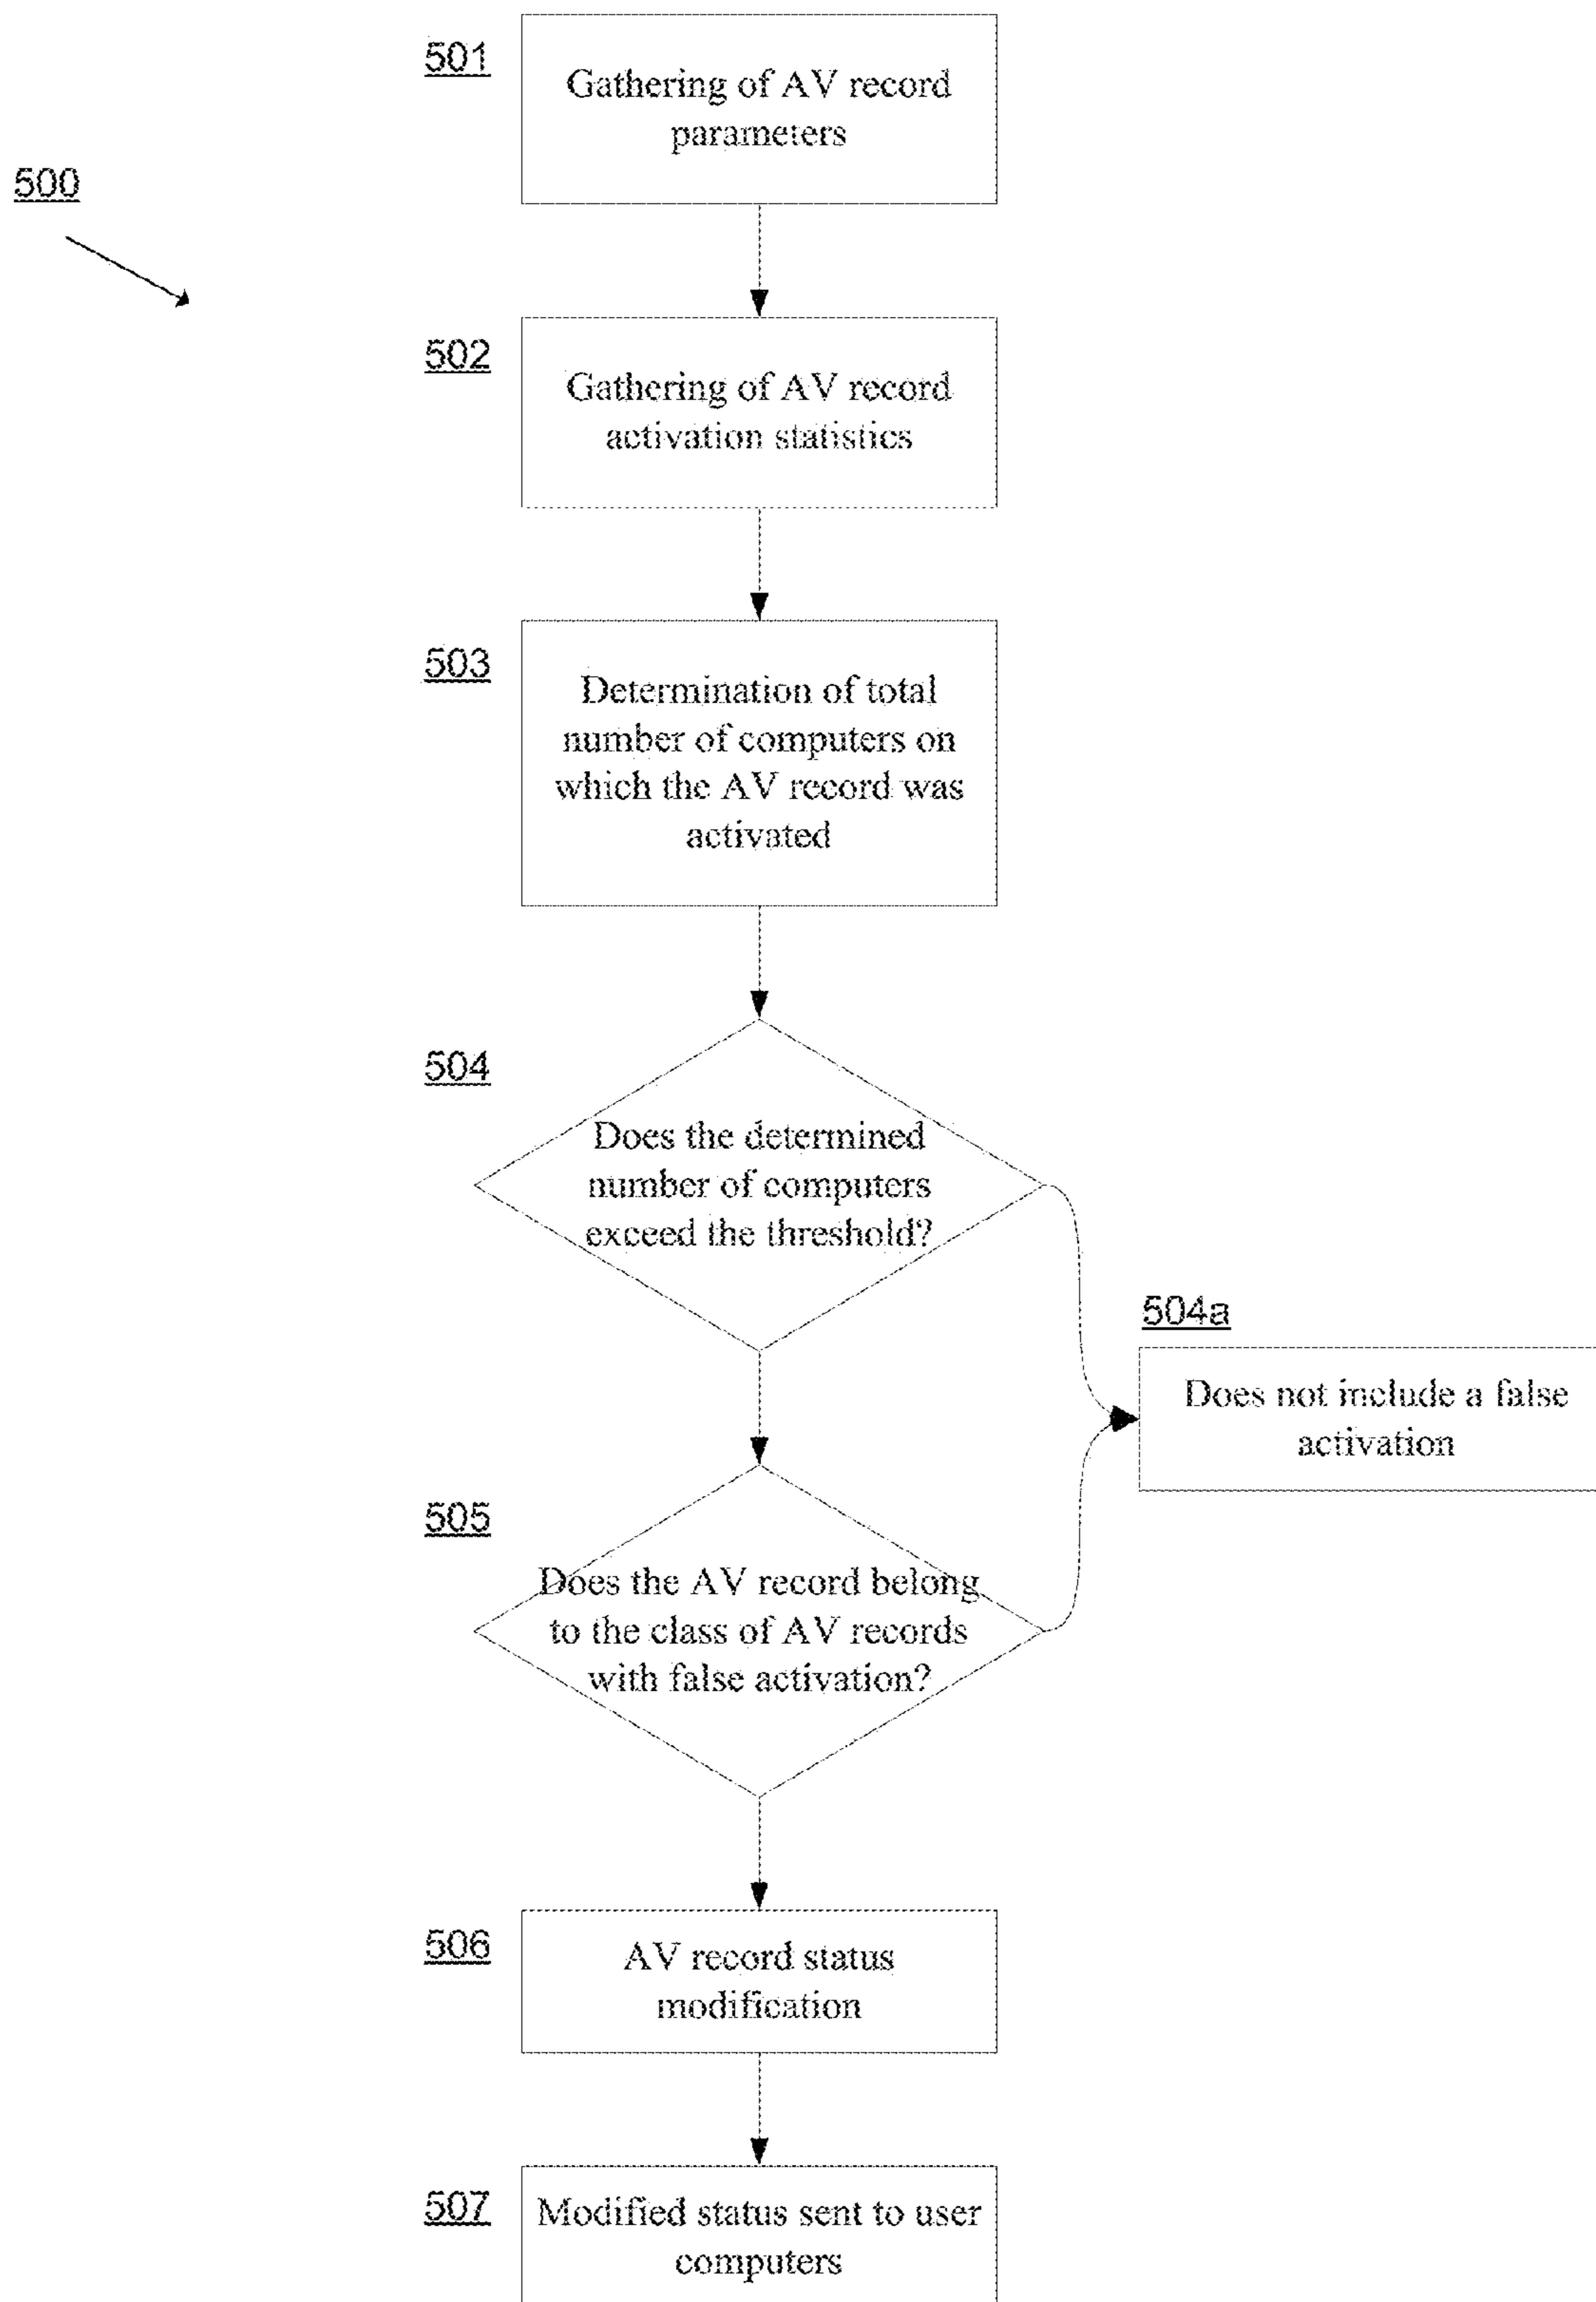 501
Gathering of AV record
parameters
500
502
Gathering of AV record
activation statistics
503
Determination of total
number of computers on
which the AV record was
activated
504
Does the determined
number of computers
exceed the threshold?
504a
Does not include a false
activation
505
Does the AV record belong
to the class of AV records
with false activation?
506
AV record status
modification
507
Modified status sent to user
computers